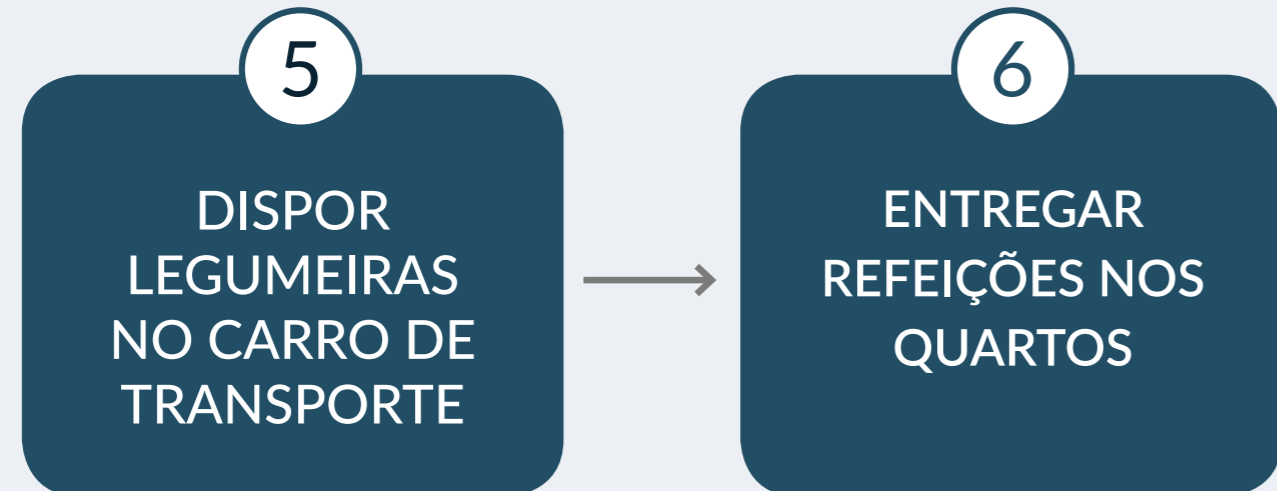 5
DISPOR
LEGUMEIRAS
NO CARRO DE
TRANSPORTE
6
ENTREGAR
REFEIÇÕES NOS
QUARTOS